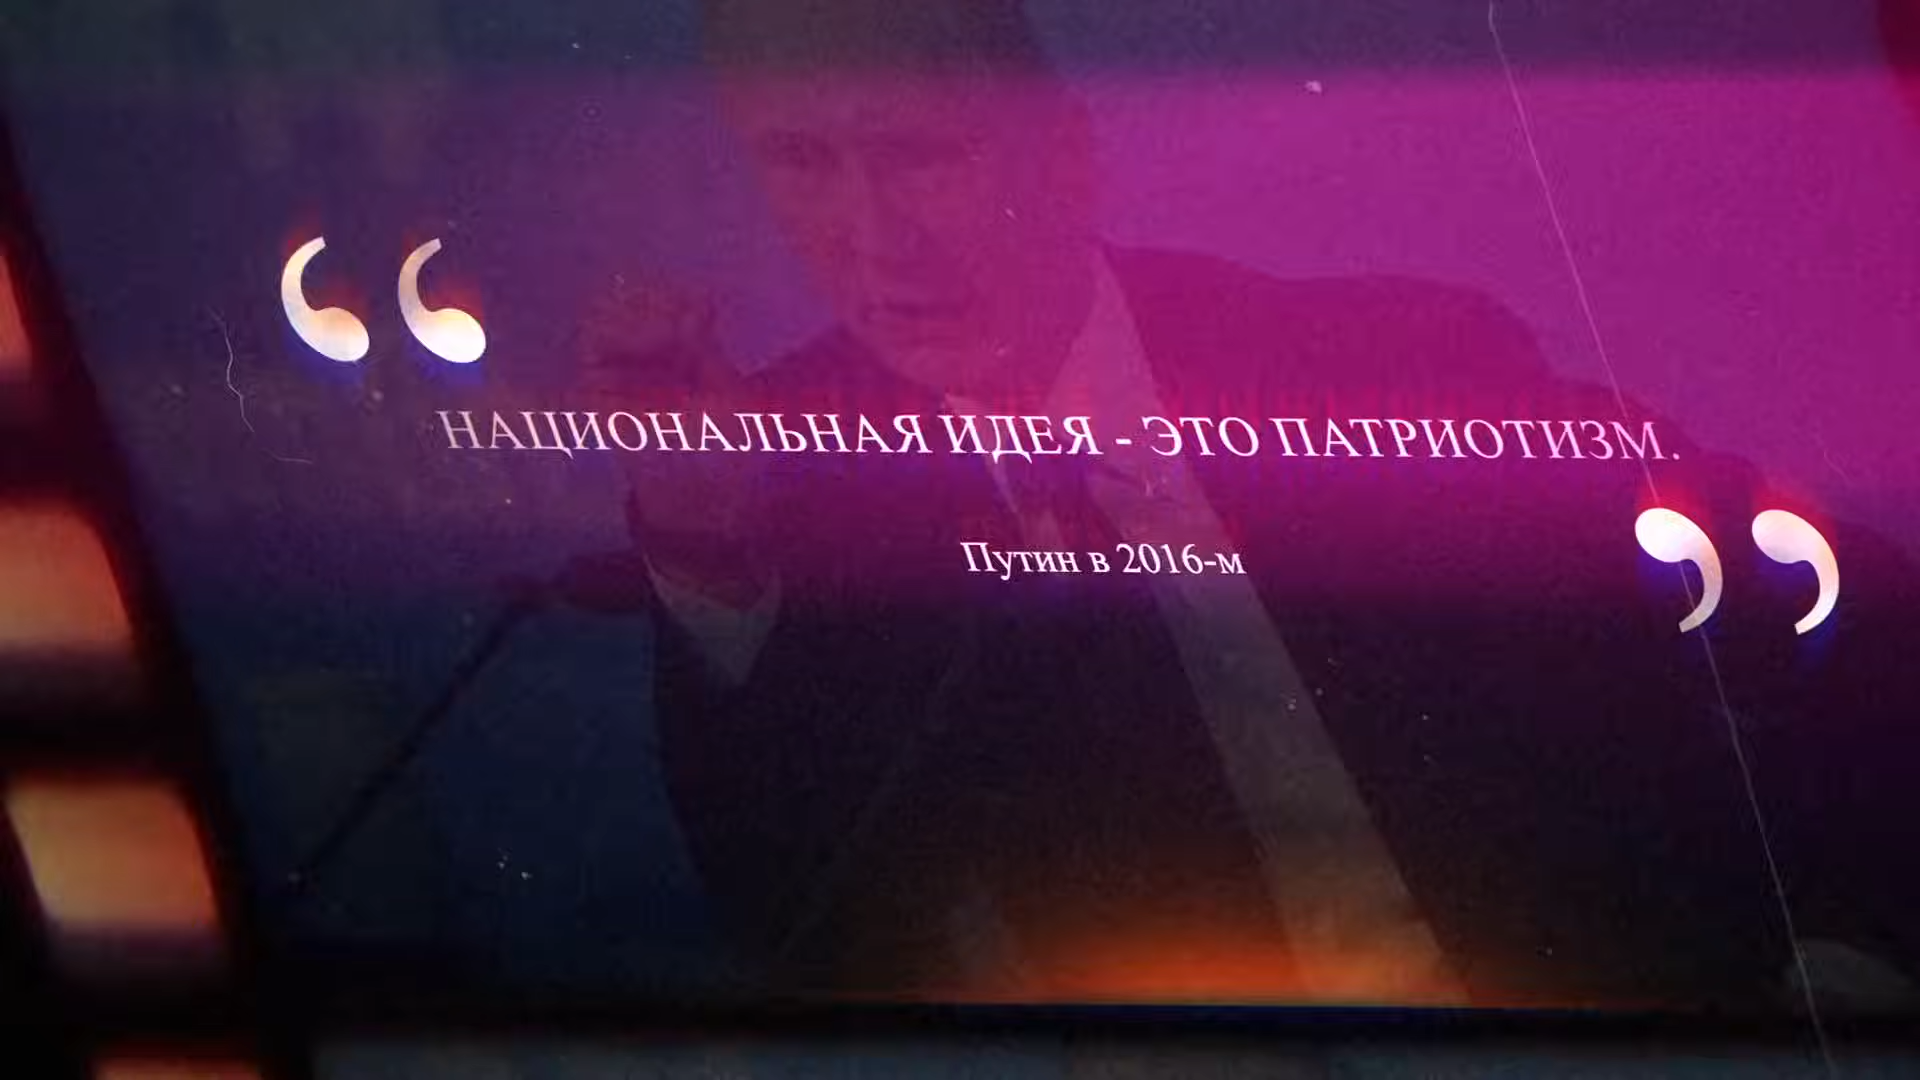 “
НАЦИОНАЛЬНАЯ ИДЕЯ - ЭТО ПАТРИОТИЗМ.
”
Путин в 2016-м